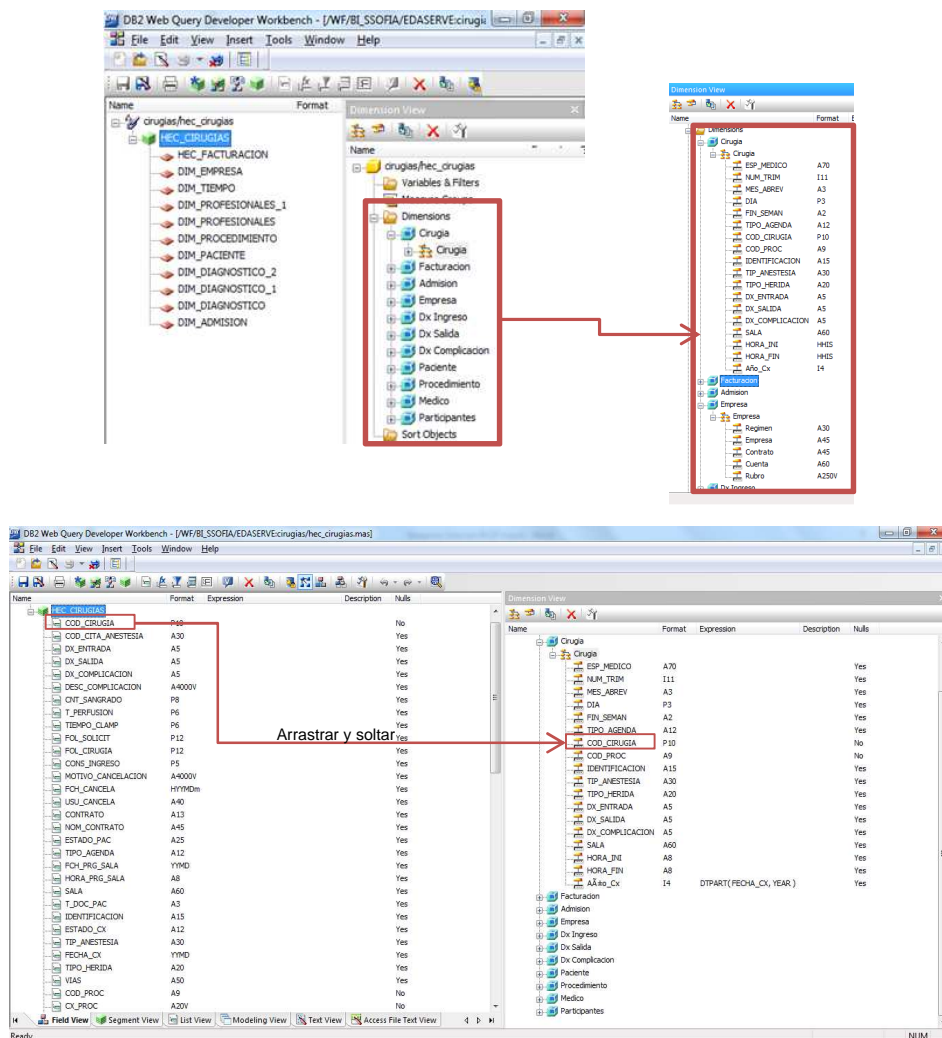 DB2 Web Query Developer Workbench - [/WF/BI_SSOFIA/EDASERVE:cirugia
File Edit View Insert Tools Window Help
Name Format
cirugias/hec_cirugias
HEC_CIRUGIAS
HEC_FACTURACION
DIM_EMPRESA
DIM_TIEMPO
DIM_PROFESIONALES_1
DIM_PROFESIONALES
DIM_PROCEDIMIENTO
DIM_PACIENTE
DIM_DIAGNOSTICO_2
DIM_DIAGNOSTICO_1
DIM_DIAGNOSTICO
DIM_ADMISION
Dimension View
Name
cirugias/hec_cirugias
Variables & Filters
Measure Groups
Dimensions
Cirugia
Cirugia
Facturacion
Admision
Empresa
Dx Ingreso
Dx Salida
Dx Complicacion
Paciente
Procedimiento
Medico
Participantes
Sort Objects
Dimension View
Name Format
Dimensions
Cirugia
Cirugia
ESP_MEDICO A70
NUM_TRIM I11
MES_ABREV A3
DIA P3
FIN_SEMAN A2
TIPO_AGENDA A12
COD_CIRUGIA P10
COD_PROC A9
IDENTIFICACION A15
TIP_ANESTESIA A30
TIPO_HERIDA A20
DX_ENTRADA A5
DX_SALIDA A5
DX_COMPLICACION A5
SALA A60
HORA_INI HHIS
HORA_FIN HHIS
Año_Cx I4
Facturacion
Admision
Empresa
Empresa
Regimen A30
Empresa A45
Contrato A45
Cuenta A60
Rubro A250V
Dx Ingreso
DB2 Web Query Developer Workbench - [/WF/BI_SSOFIA/EDASERVE:cirugias/hec_cirugias.mas]
File Edit View Insert Tools Window Help
Name Format Expression Description Nulls
HEC_CIRUGIAS
COD_CIRUGIA P10 No
COD_CITA_ANESTESIA A30 Yes
DX_ENTRADA A5 Yes
DX_SALIDA A5 Yes
DX_COMPLICACION A5 Yes
DESC_COMPLICACION A4000V Yes
CNT_SANGRADO P8 Yes
T_PERFUSION P6 Yes
TIEMPO_CLAMP P6 Yes
FOL_SOLICIT P12 Yes
FOL_CIRUGIA P12 Yes
CONS_INGRESO P5 Yes
MOTIVO_CANCELACION A4000V Yes
FCH_CANCELA HYYMDm Yes
USU_CANCELA A40 Yes
CONTRATO A13 Yes
NOM_CONTRATO A45 Yes
ESTADO_PAC A25 Yes
TIPO_AGENDA A12 Yes
FCH_PRG_SALA YYMD Yes
HORA_PRG_SALA A8 Yes
SALA A60 Yes
T_DOC_PAC A3 Yes
IDENTIFICACION A15 Yes
ESTADO_CX A12 Yes
TIP_ANESTESIA A30 Yes
FECHA_CX YYMD Yes
TIPO_HERIDA A20 Yes
VIAS A50 Yes
COD_PROC A9 No
CX_PROC A20V No
Field View Segment View List View Modeling View Text View Access File Text View
Ready
Arrastrar y soltar
Dimension View
Name Format Expression Description Nulls
Cirugia
Cirugia
ESP_MEDICO A70 Yes
NUM_TRIM I11 Yes
MES_ABREV A3 Yes
DIA P3 Yes
FIN_SEMAN A2 Yes
TIPO_AGENDA A12 Yes
COD_CIRUGIA P10 No
COD_PROC A9 No
IDENTIFICACION A15 Yes
TIP_ANESTESIA A30 Yes
TIPO_HERIDA A20 Yes
DX_ENTRADA A5 Yes
DX_SALIDA A5 Yes
DX_COMPLICACION A5 Yes
SALA A60 Yes
HORA_INI A8 Yes
HORA_FIN A8 Yes
AÃ±o_Cx I4 DTPART( FECHA_CX, YEAR ) Yes
Facturacion
Admision
Empresa
Dx Ingreso
Dx Salida
Dx Complicacion
Paciente
Procedimiento
Medico
Participantes
NUM